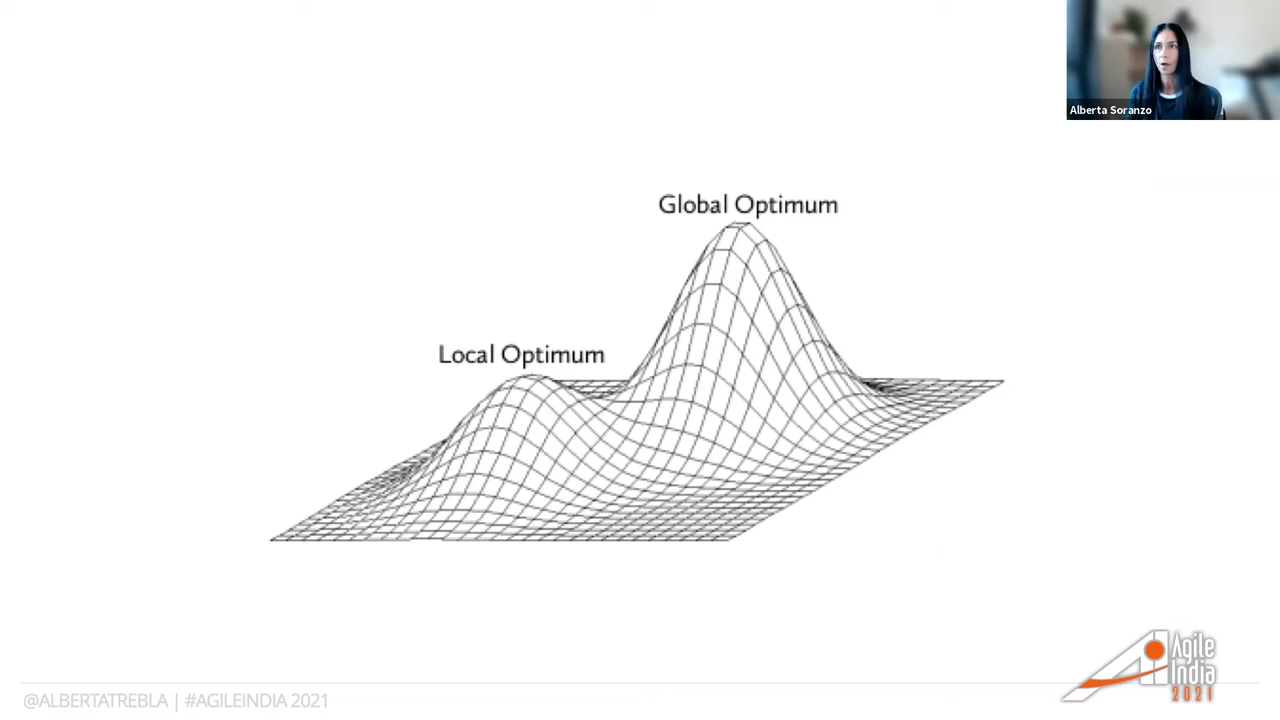 Alberta Soranzo
Global Optimum
Local Optimum
@ALBERTATREBLA | #AGILEINDIA 2021
Agile
India
2021